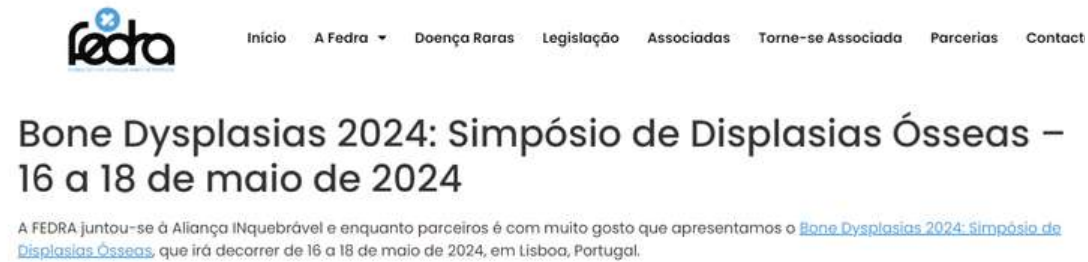 fedra
Início A Fedra Doença Raras Legislação Associadas Torne-se Associada Parcerias
Bone Dysplasias 2024: Simpósio de Displasias Ósseas –
16 a 18 de maio de 2024
A FEDRA juntou-se à Aliança INquebrável e enquanto parceiros é com muito gosto que apresentamos o Bone Dysplasias 2024: Simpósio de
Displasias Ósseas, que irá decorrer de 16 a 18 de maio de 2024, em Lisboa, Portugal.